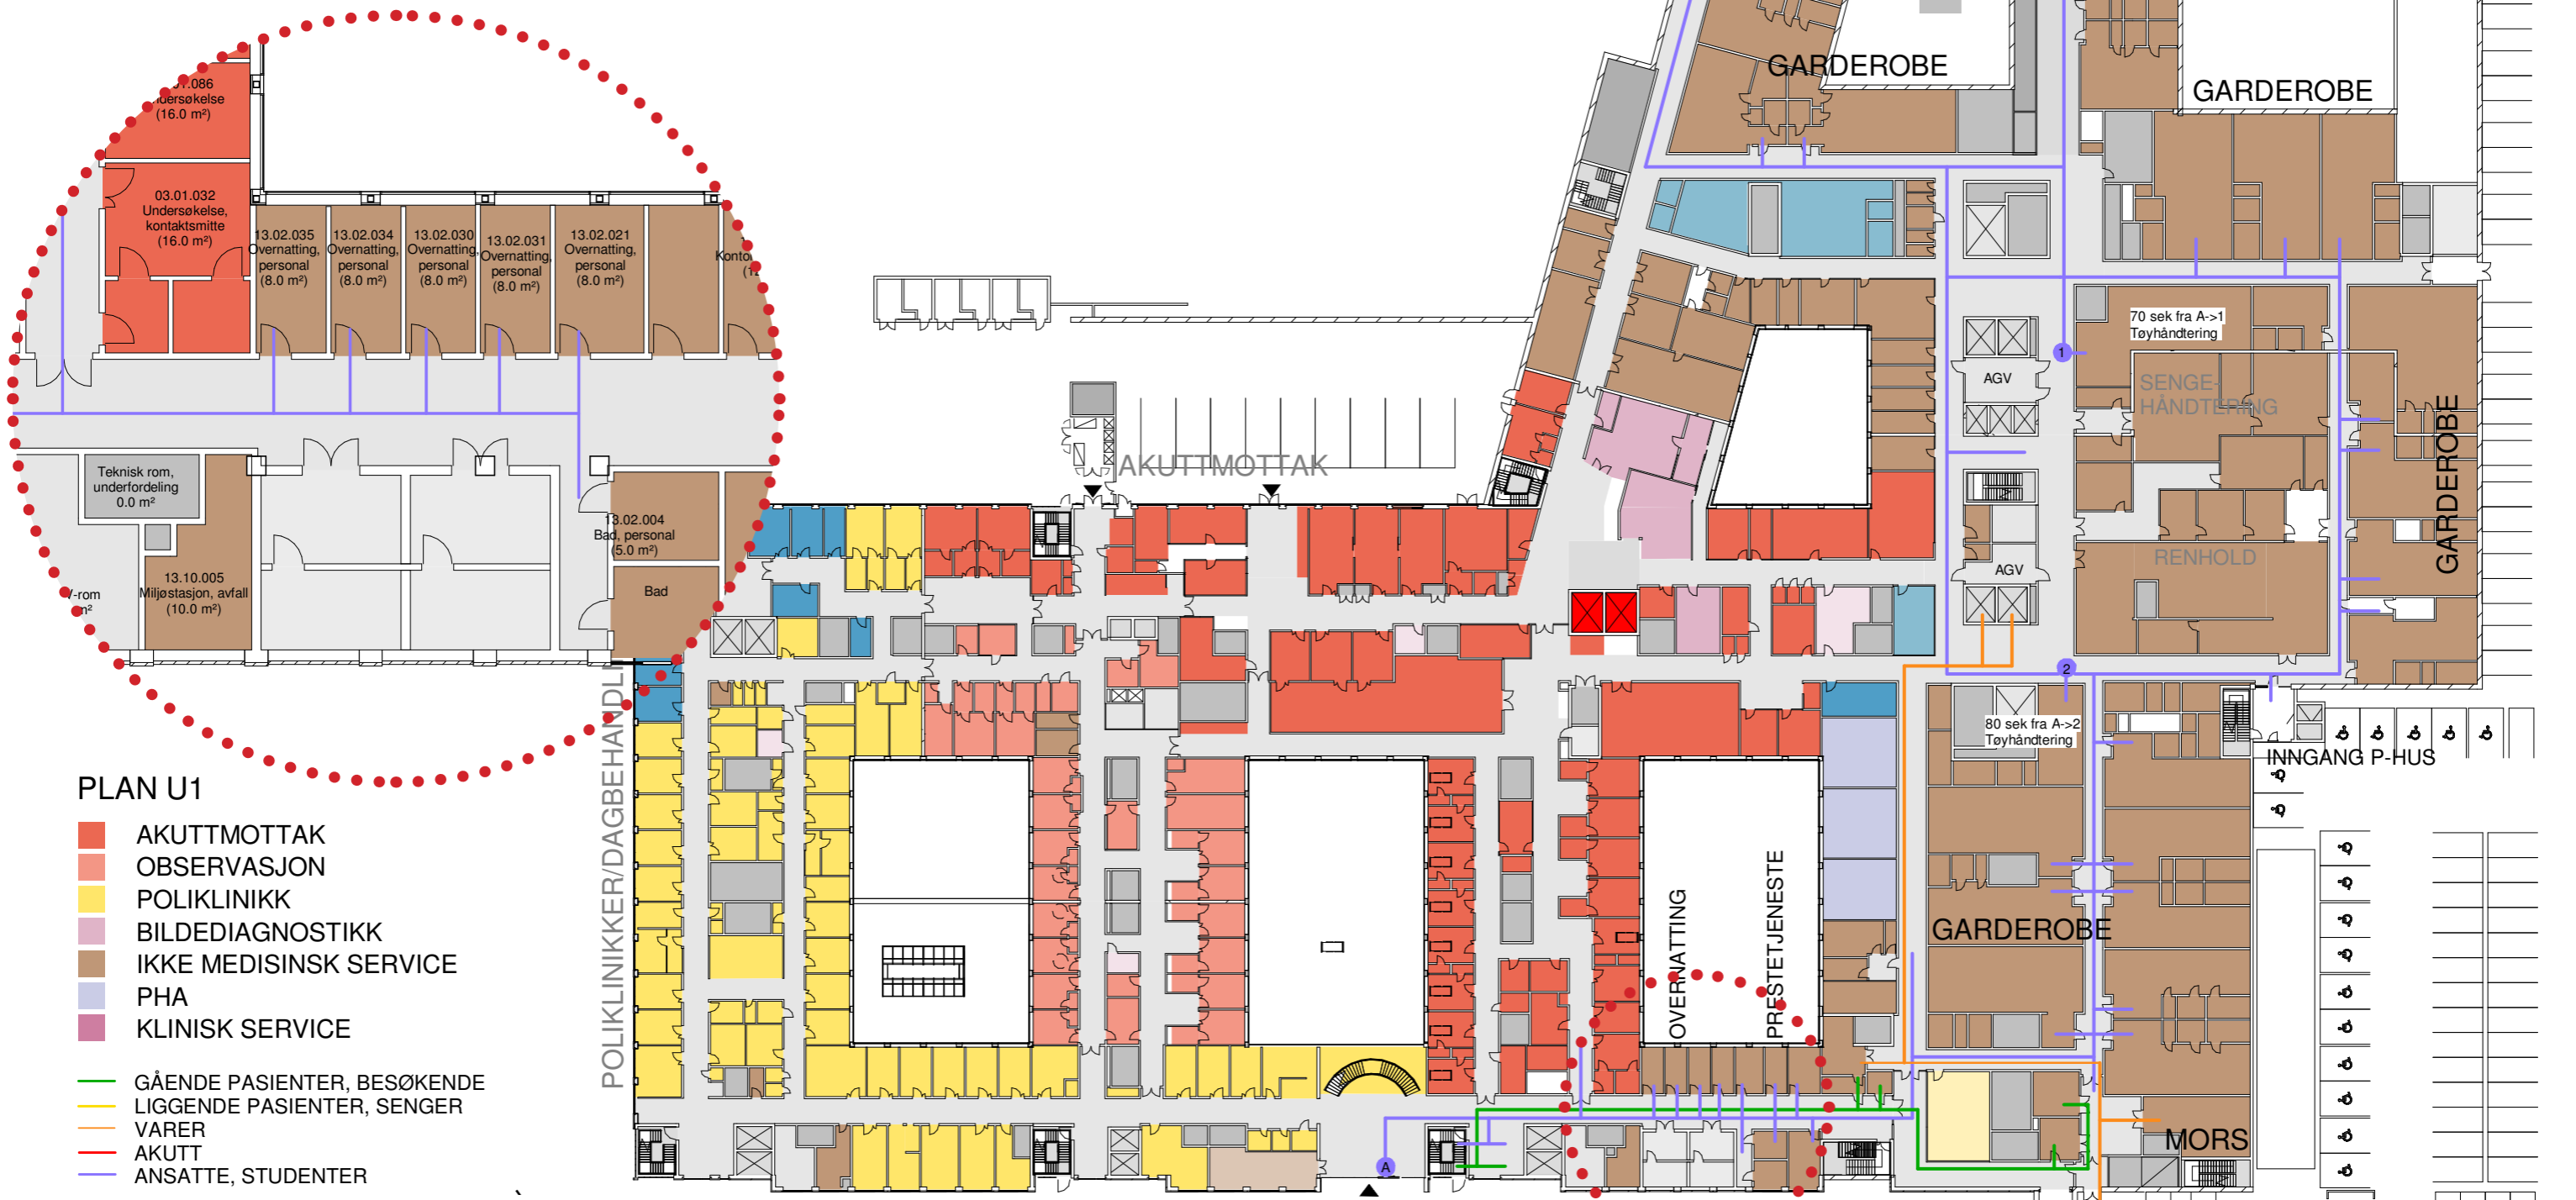 .086
(16.0 m²)
03.01.032
Undersøkelse,
kontaktsmitte
(16.0 m²)
13.02.035
Overnatting,
personal
(8.0 m²)
13.02.034
Overnatting,
personal
(8.0 m²)
13.02.030
Overnatting,
personal
(8.0 m²)
13.02.031
Overnatting,
personal
(8.0 m²)
13.02.021
Overnatting,
personal
(8.0 m²)
Teknisk rom,
underfordeling
0.0 m²
13.10.005
Miljøstasjon, avfall
(10.0 m²)
13.02.004
Bad, personal
(5.0 m²)
Bad
GARDEROBE
GARDEROBE
70 sek fra A->1
Tøyhåndtering
1
AGV
SENGE-
HÅNDTERING
GARDEROBE
AKUTTMOTTAK
RENHOLD
AGV
2
80 sek fra A->2
Tøyhåndtering
INNGANG P-HUS
POLIKLINIKKER/DAGBEHANDLI
OVERNATTING
PRESTETJENESTE
GARDEROBE
MORS
A
PLAN U1
AKUTTMOTTAK
OBSERVASJON
POLIKLINIKK
BILDEDIAGNOSTIKK
IKKE MEDISINSK SERVICE
PHA
KLINISK SERVICE
GÅENDE PASIENTER, BESØKENDE
LIGGENDE PASIENTER, SENGER
VARER
AKUTT
ANSATTE, STUDENTER